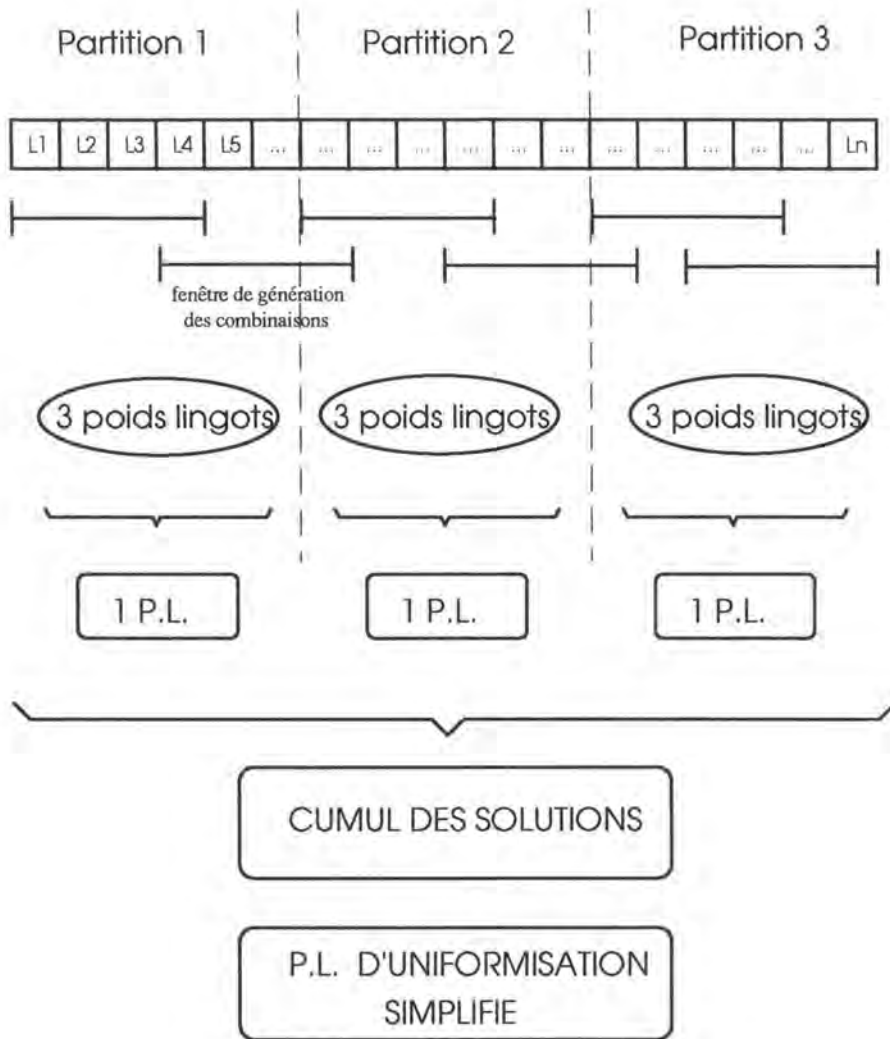 Partition 1 Partition 2 Partition 3
L1 L2 L3 L4 L5 ... ... ... ... ... ... ... ... ... ... ... ... Ln
fenêtre de génération
des combinaisons
3 poids lingots 3 poids lingots 3 poids lingots
1 P.L. 1 P.L. 1 P.L.
CUMUL DES SOLUTIONS
P.L. D'UNIFORMISATION
SIMPLIFIE